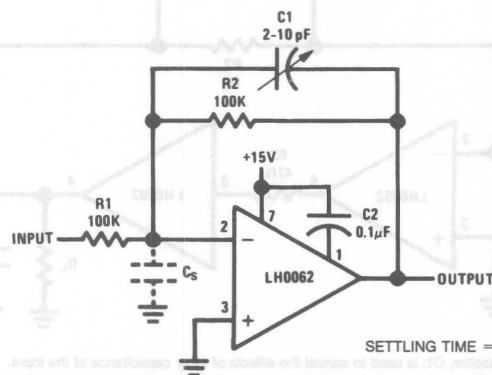 C1
2-10 pF
R2
100K
+15V
7
C2
0.1µF
R1
100K
INPUT
2
−
1
LH0062
OUTPUT
Cs
3
+
SETTLING TIME =